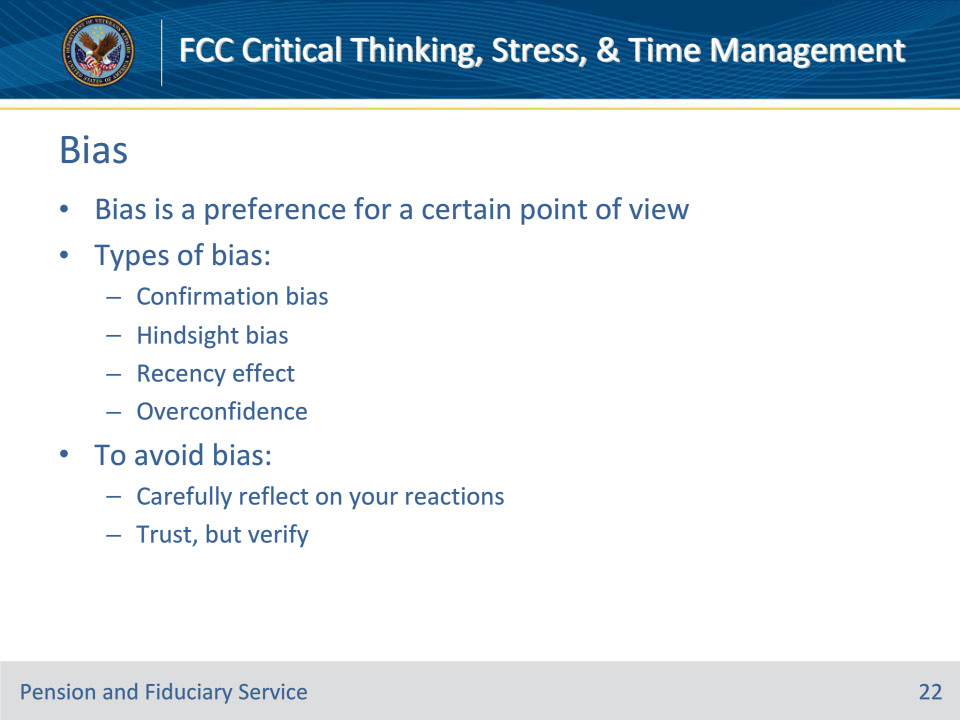 FCC Critical Thinking, Stress, & Time Management
Bias
• Bias is a preference for a certain point of view
• Types of bias:
– Confirmation bias
– Hindsight bias
– Recency effect
– Overconfidence
• To avoid bias:
– Carefully reflect on your reactions
– Trust, but verify
Pension and Fiduciary Service
22